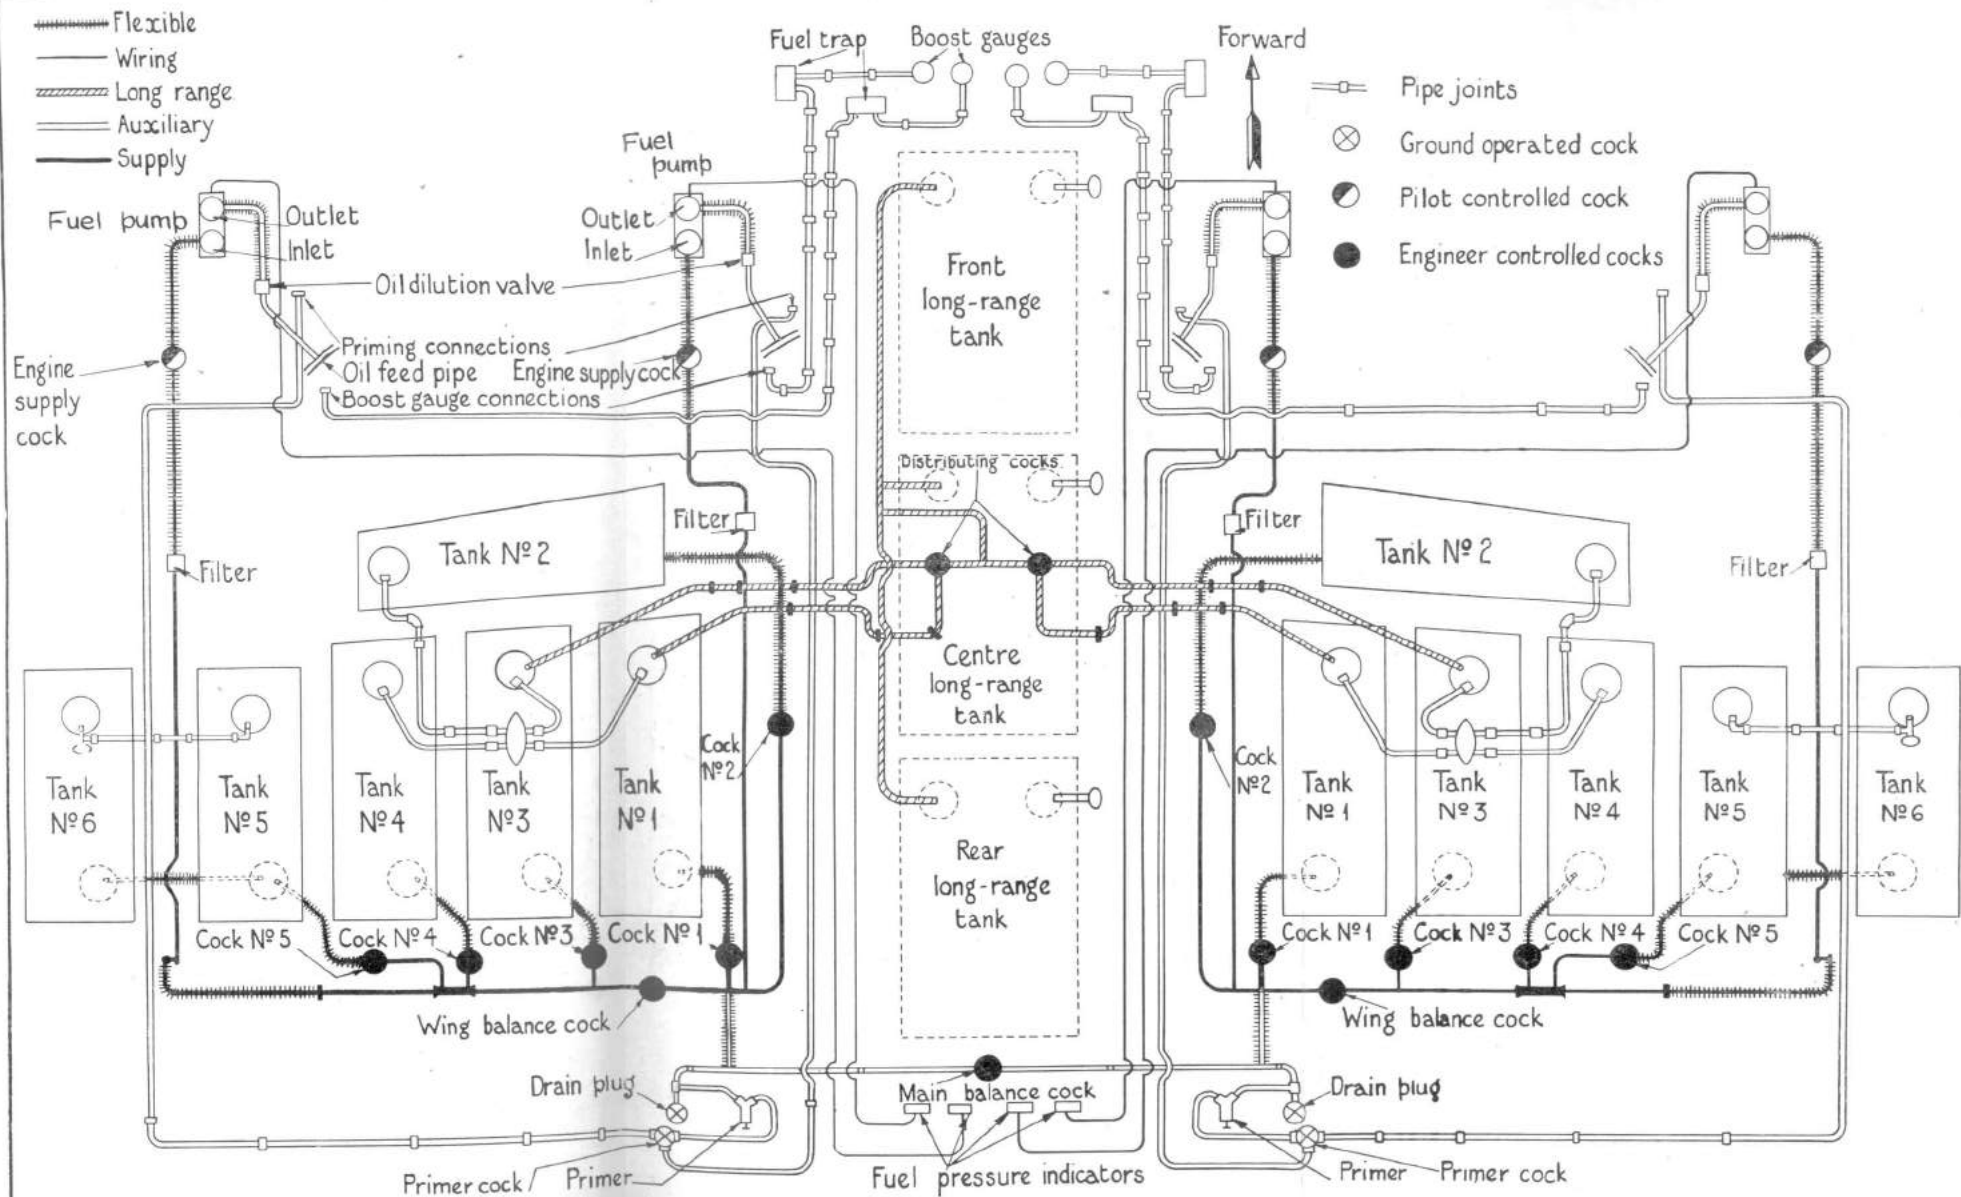 Flexible
Wiring
Long range
Auxiliary
Supply
Fuel trap
Boost gauges
Forward
Pipe joints
Ground operated cock
Pilot controlled cock
Engineer controlled cocks
Fuel
pump
Fuel pump
Outlet
Inlet
Outlet
Inlet
Oil dilution valve
Priming connections
Oil feed pipe
Engine supply cock
Boost gauge connections
Engine
supply
cock
Front
long-range
tank
Distributing cocks
Filter
Filter
Filter
Filter
Tank Nº 2
Tank Nº 2
Centre
long-range
tank
Cock
Nº2
Cock
Nº2
Tank
Nº 6
Tank
Nº 5
Tank
Nº 4
Tank
Nº 3
Tank
Nº 1
Tank
Nº 1
Tank
Nº 3
Tank
Nº 4
Tank
Nº 5
Tank
Nº 6
Rear
long-range
tank
Cock Nº 5
Cock Nº 4
Cock Nº 3
Cock Nº 1
Cock Nº 1
Cock Nº 3
Cock Nº 4
Cock Nº 5
Wing balance cock
Wing balance cock
Drain plug
Main balance cock
Drain plug
Primer cock
Primer
Fuel pressure indicators
Primer
Primer cock